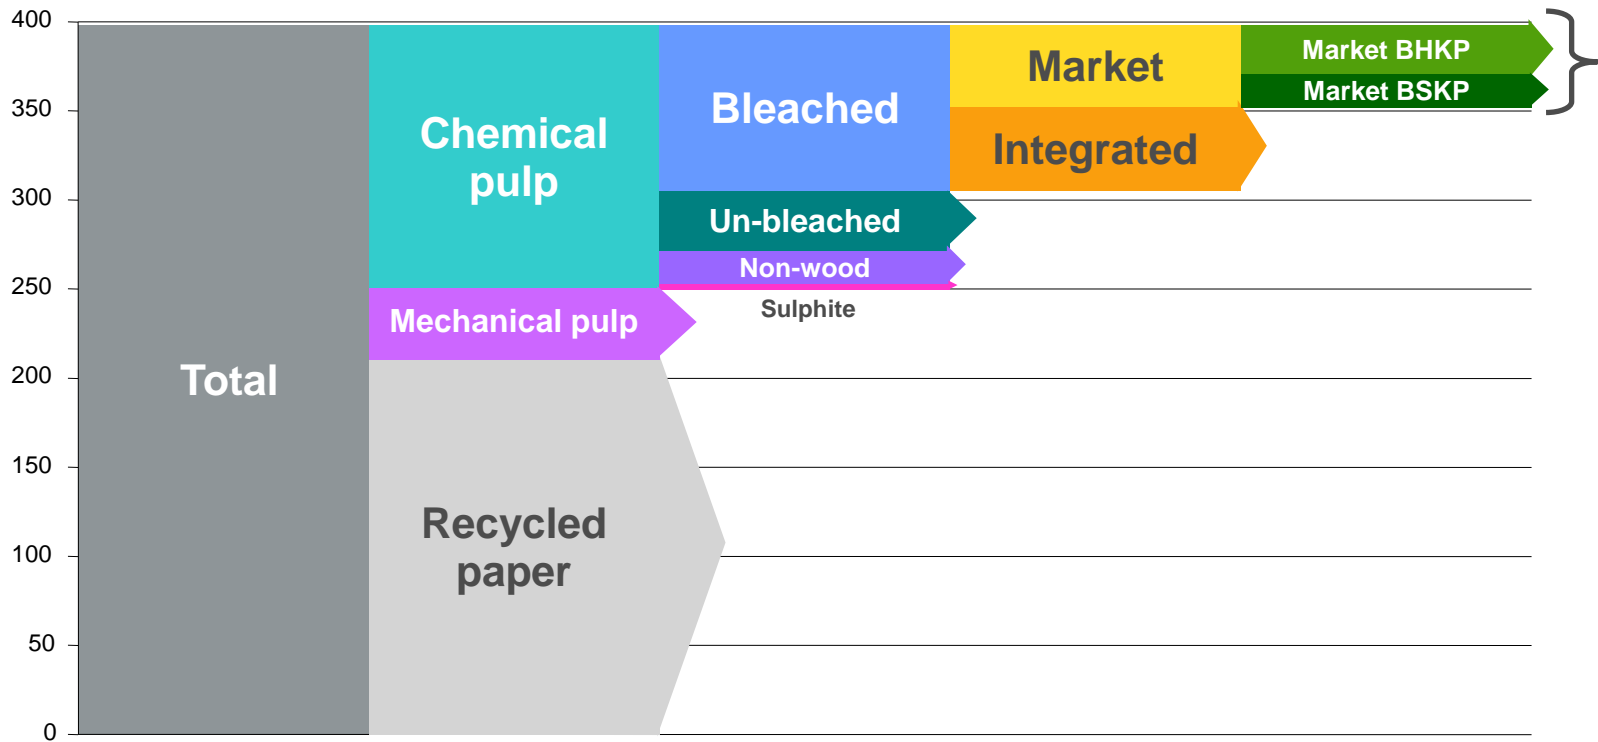 400
350
300
250
200
150
100
50
0
Total
Chemical
pulp
Mechanical pulp
Recycled
paper
Bleached
Un-bleached
Non-wood
Sulphite
Market
Integrated
Market BHKP
Market BSKP